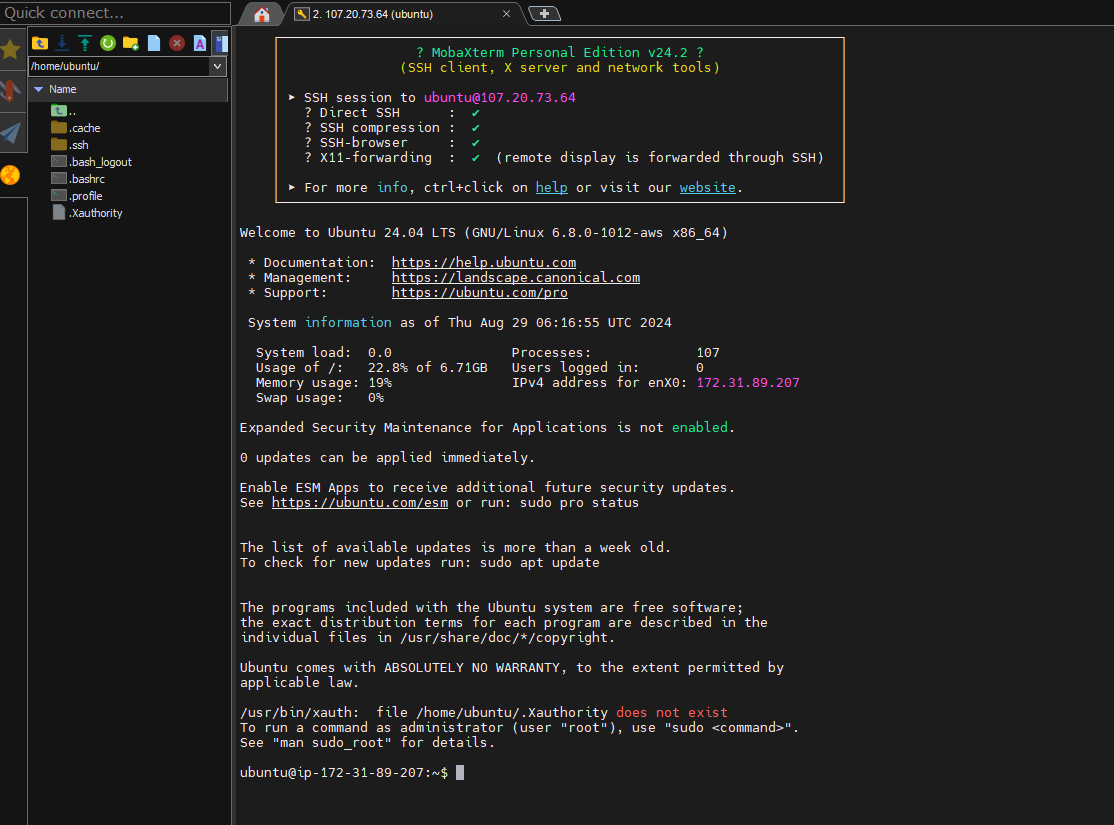 Quick connect...
2. 107.20.73.64 (ubuntu)
/home/ubuntu/
Name
..
.cache
.ssh
.bash_logout
.bashrc
.profile
.Xauthority
? MobaXterm Personal Edition v24.2 ?
(SSH client, X server and network tools)
► SSH session to ubuntu@107.20.73.64
? Direct SSH      :  ✔
? SSH compression :  ✔
? SSH-browser     :  ✔
? X11-forwarding  :  ✔  (remote display is forwarded through SSH)
► For more info, ctrl+click on help or visit our website.
Welcome to Ubuntu 24.04 LTS (GNU/Linux 6.8.0-1012-aws x86_64)
* Documentation:  https://help.ubuntu.com
* Management:     https://landscape.canonical.com
* Support:        https://ubuntu.com/pro
System information as of Thu Aug 29 06:16:55 UTC 2024
System load:  0.0               Processes:             107
Usage of /:   22.8% of 6.71GB   Users logged in:       0
Memory usage: 19%               IPv4 address for enX0: 172.31.89.207
Swap usage:   0%
Expanded Security Maintenance for Applications is not enabled.
0 updates can be applied immediately.
Enable ESM Apps to receive additional future security updates.
See https://ubuntu.com/esm or run: sudo pro status
The list of available updates is more than a week old.
To check for new updates run: sudo apt update
The programs included with the Ubuntu system are free software;
the exact distribution terms for each program are described in the
individual files in /usr/share/doc/*/copyright.
Ubuntu comes with ABSOLUTELY NO WARRANTY, to the extent permitted by
applicable law.
/usr/bin/xauth:  file /home/ubuntu/.Xauthority does not exist
To run a command as administrator (user "root"), use "sudo <command>".
See "man sudo_root" for details.
ubuntu@ip-172-31-89-207:~$